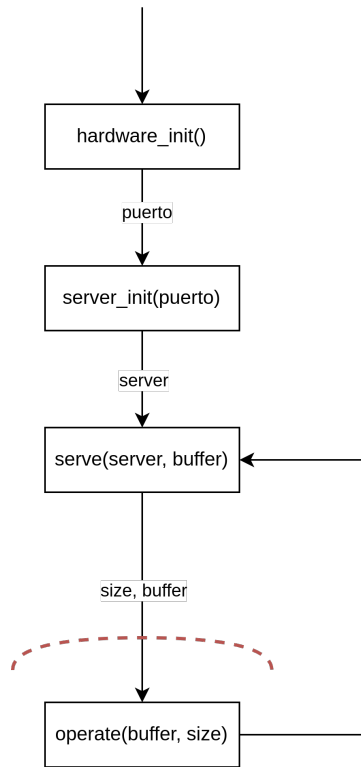 hardware_init()
puerto
server_init(puerto)
server
serve(server, buffer)
size, buffer
operate(buffer, size)